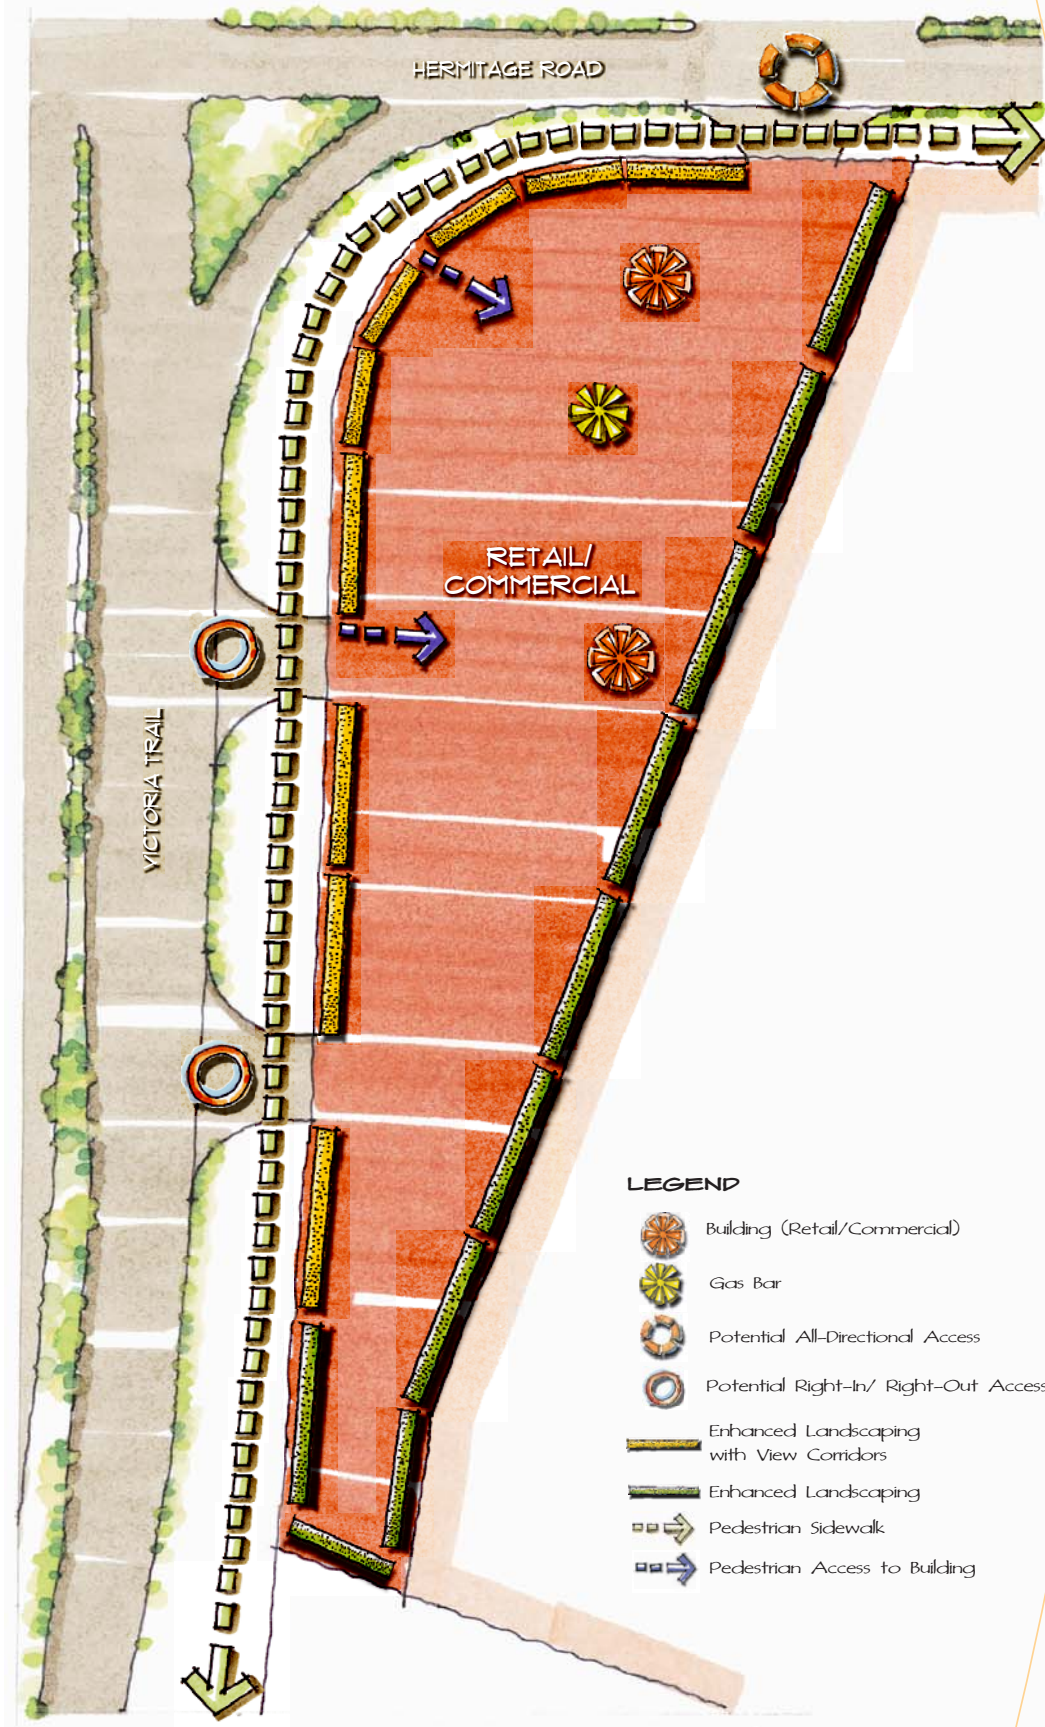 HERMITAGE ROAD
RETAIL/
COMMERCIAL
VICTORIA TRAIL
LEGEND
Building (Retail/Commercial)
Gas Bar
Potential All-Directional Access
Potential Right-In/ Right-Out Access
Enhanced Landscaping
with View Corridors
Enhanced Landscaping
Pedestrian Sidewalk
Pedestrian Access to Building